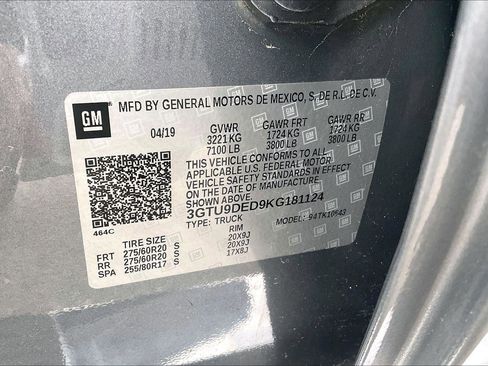 GM
MFD BY GENERAL MOTORS DE MEXICO, S. DE R.L. DE C.V.
04/19 GVWR GAWR FRT GAWR RR
3221 KG 1724 KG 1724 KG
7100 LB 3800 LB 3800 LB
THIS VEHICLE CONFORMS TO ALL
APPLICABLE U.S. FEDERAL MOTOR
VEHICLE SAFETY STANDARDS IN
EFFECT ON THE DATE OF
MANUFACTURE SHOWN ABOVE.
3GTU9DED9KG181124
TYPE: TRUCK MODEL: 94TK10643
464C
TIRE SIZE RIM
FRT 275/60R20 S 20X9J
RR 275/60R20 S 20X9J
SPA 255/80R17 S 17X8J